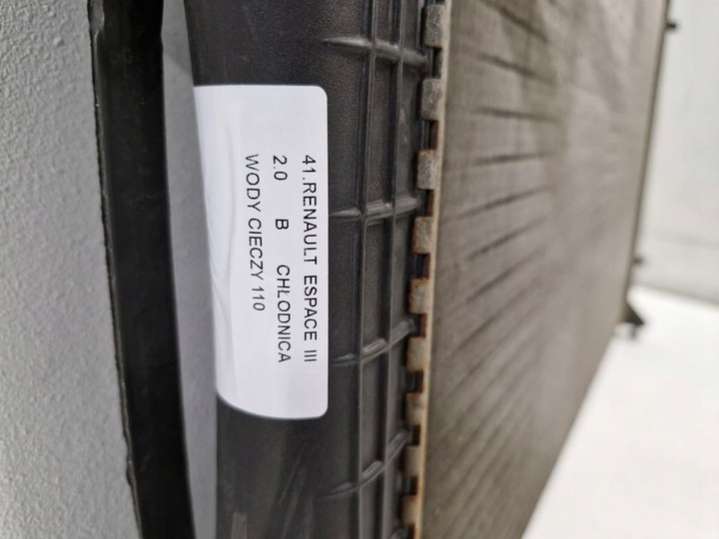 41.RENAULT ESPACE III
2.0 B CHLODNICA
WODY CIECZY 110